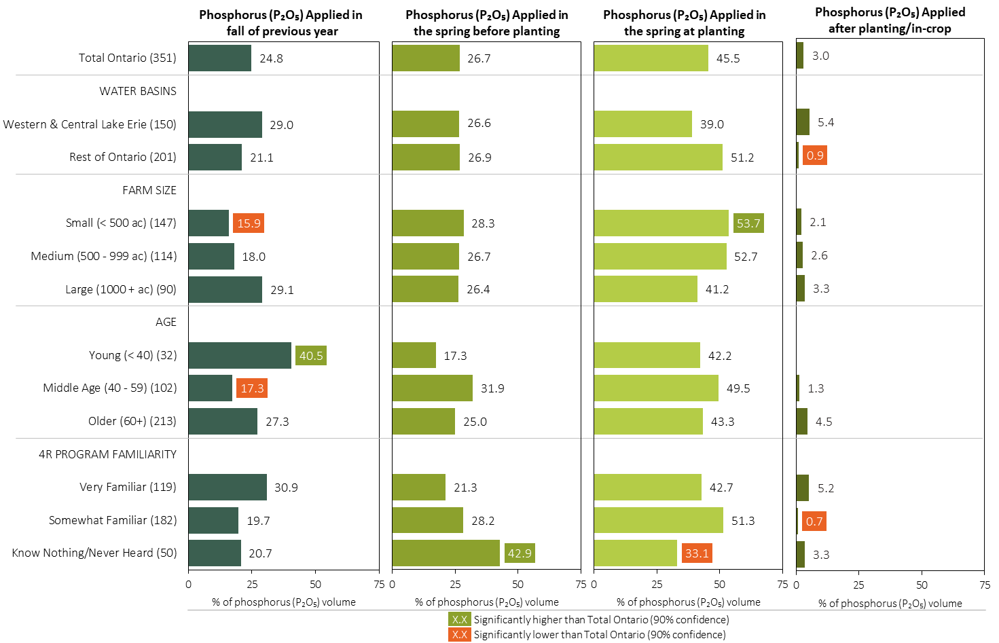 Phosphorus (P₂O₅) Applied in
fall of previous year
Phosphorus (P₂O₅) Applied in
the spring before planting
Phosphorus (P₂O₅) Applied in
the spring at planting
Phosphorus (P₂O₅) Applied
after planting/in-crop
Total Ontario (351) 24.8 26.7 45.5 3.0
WATER BASINS
Western & Central Lake Erie (150) 29.0 26.6 39.0 5.4
Rest of Ontario (201) 21.1 26.9 51.2 0.9
FARM SIZE
Small (< 500 ac) (147) 15.9 28.3 53.7 2.1
Medium (500 - 999 ac) (114) 18.0 26.7 52.7 2.6
Large (1000 + ac) (90) 29.1 26.4 41.2 3.3
AGE
Young (< 40) (32) 40.5 17.3 42.2
Middle Age (40 - 59) (102) 17.3 31.9 49.5 1.3
Older (60+) (213) 27.3 25.0 43.3 4.5
4R PROGRAM FAMILIARITY
Very Familiar (119) 30.9 21.3 42.7 5.2
Somewhat Familiar (182) 19.7 28.2 51.3 0.7
Know Nothing/Never Heard (50) 20.7 42.9 33.1 3.3
0 25 50 75 0 25 50 75 0 25 50 75 0 25 50 75
% of phosphorus (P₂O₅) volume % of phosphorus (P₂O₅) volume % of phosphorus (P₂O₅) volume % of phosphorus (P₂O₅) volume
X.X Significantly higher than Total Ontario (90% confidence)
X.X Significantly lower than Total Ontario (90% confidence)